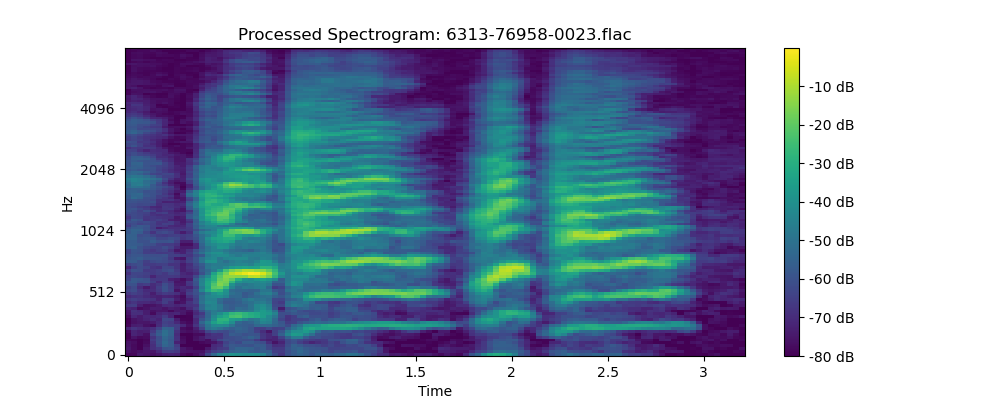 Processed Spectrogram: 6313-76958-0023.flac
Hz
4096
2048
1024
512
0
0
0.5
1
1.5
2
2.5
3
Time
-10 dB
-20 dB
-30 dB
-40 dB
-50 dB
-60 dB
-70 dB
-80 dB